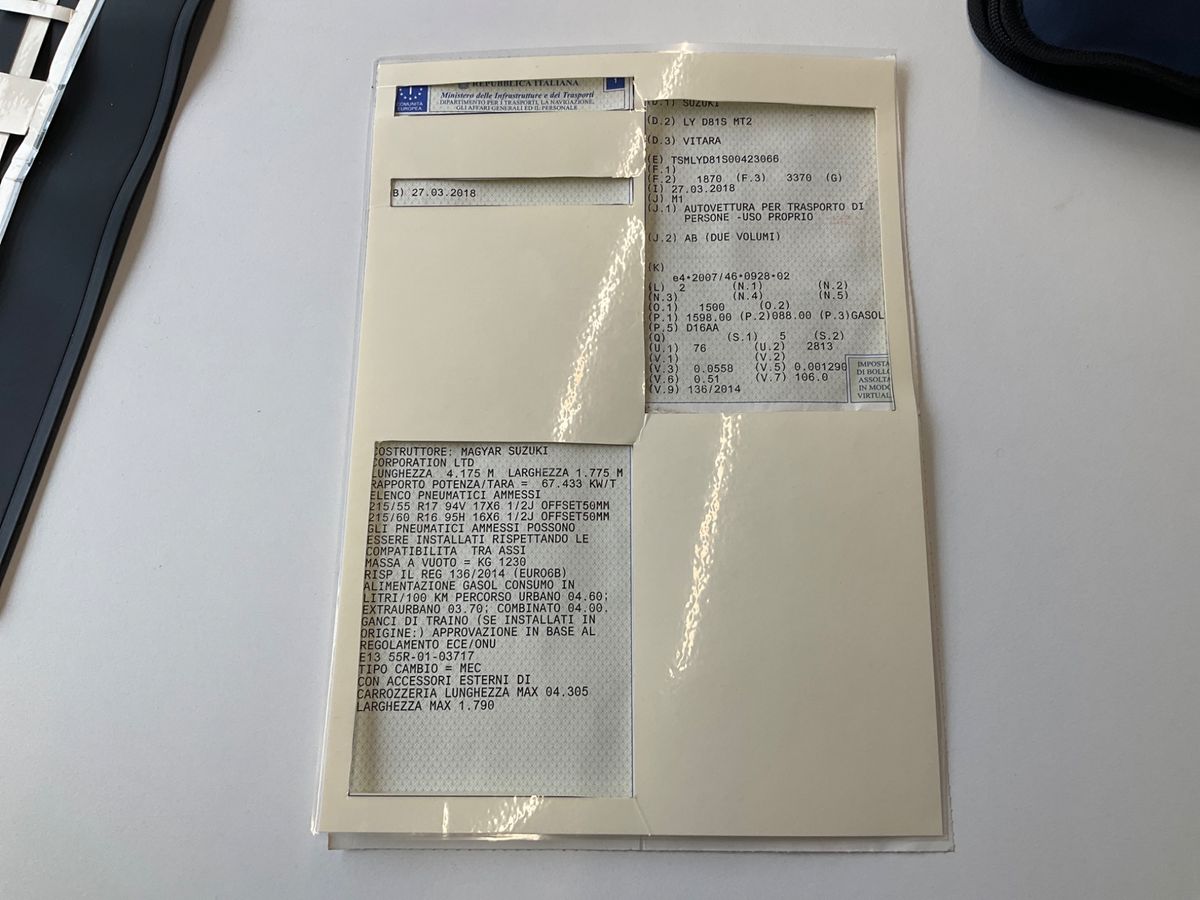 REPUBBLICA ITALIANA
COMUNITA
EUROPEA
Ministero delle Infrastrutture e dei Trasporti
DIPARTIMENTO PER I TRASPORTI, LA NAVIGAZIONE,
GLI AFFARI GENERALI ED IL PERSONALE
B) 27.03.2018
(D.1) SUZUKI
(D.2) LY D81S MT2
(D.3) VITARA
(E) TSMLYD81S00423066
(F.1)
(F.2) 1870 (F.3) 3370 (G)
(I) 27.03.2018
(J) M1
(J.1) AUTOVETTURA PER TRASPORTO DI
PERSONE -USO PROPRIO
(J.2) AB (DUE VOLUMI)
(K)
e4*2007/46*0928*02
(L) 2 (N.1) (N.2)
(N.3) (N.4) (N.5)
(O.1) 1500 (O.2)
(P.1) 1598.00 (P.2)088.00 (P.3)GASOL
(P.5) D16AA
(Q) (S.1) 5 (S.2)
(U.1) 76 (U.2) 2813
(V.1) (V.2)
(V.3) 0.0558 (V.5) 0.001290
(V.6) 0.51 (V.7) 106.0
(V.9) 136/2014
IMPOSTA
DI BOLLO
ASSOLTA
IN MODO
VIRTUAL
COSTRUTTORE: MAGYAR SUZUKI
CORPORATION LTD
LUNGHEZZA 4.175 M LARGHEZZA 1.775 M
RAPPORTO POTENZA/TARA = 67.433 KW/T
ELENCO PNEUMATICI AMMESSI
215/55 R17 94V 17X6 1/2J OFFSET50MM
215/60 R16 95H 16X6 1/2J OFFSET50MM
GLI PNEUMATICI AMMESSI POSSONO
ESSERE INSTALLATI RISPETTANDO LE
COMPATIBILITA TRA ASSI
MASSA A VUOTO = KG 1230
RISP IL REG 136/2014 (EURO6B)
ALIMENTAZIONE GASOL CONSUMO IN
LITRI/100 KM PERCORSO URBANO 04.60;
EXTRAURBANO 03.70; COMBINATO 04.00.
GANCI DI TRAINO (SE INSTALLATI IN
ORIGINE:) APPROVAZIONE IN BASE AL
REGOLAMENTO ECE/ONU
E13 55R-01-03717
TIPO CAMBIO = MEC
CON ACCESSORI ESTERNI DI
CARROZZERIA LUNGHEZZA MAX 04.305
LARGHEZZA MAX 1.790